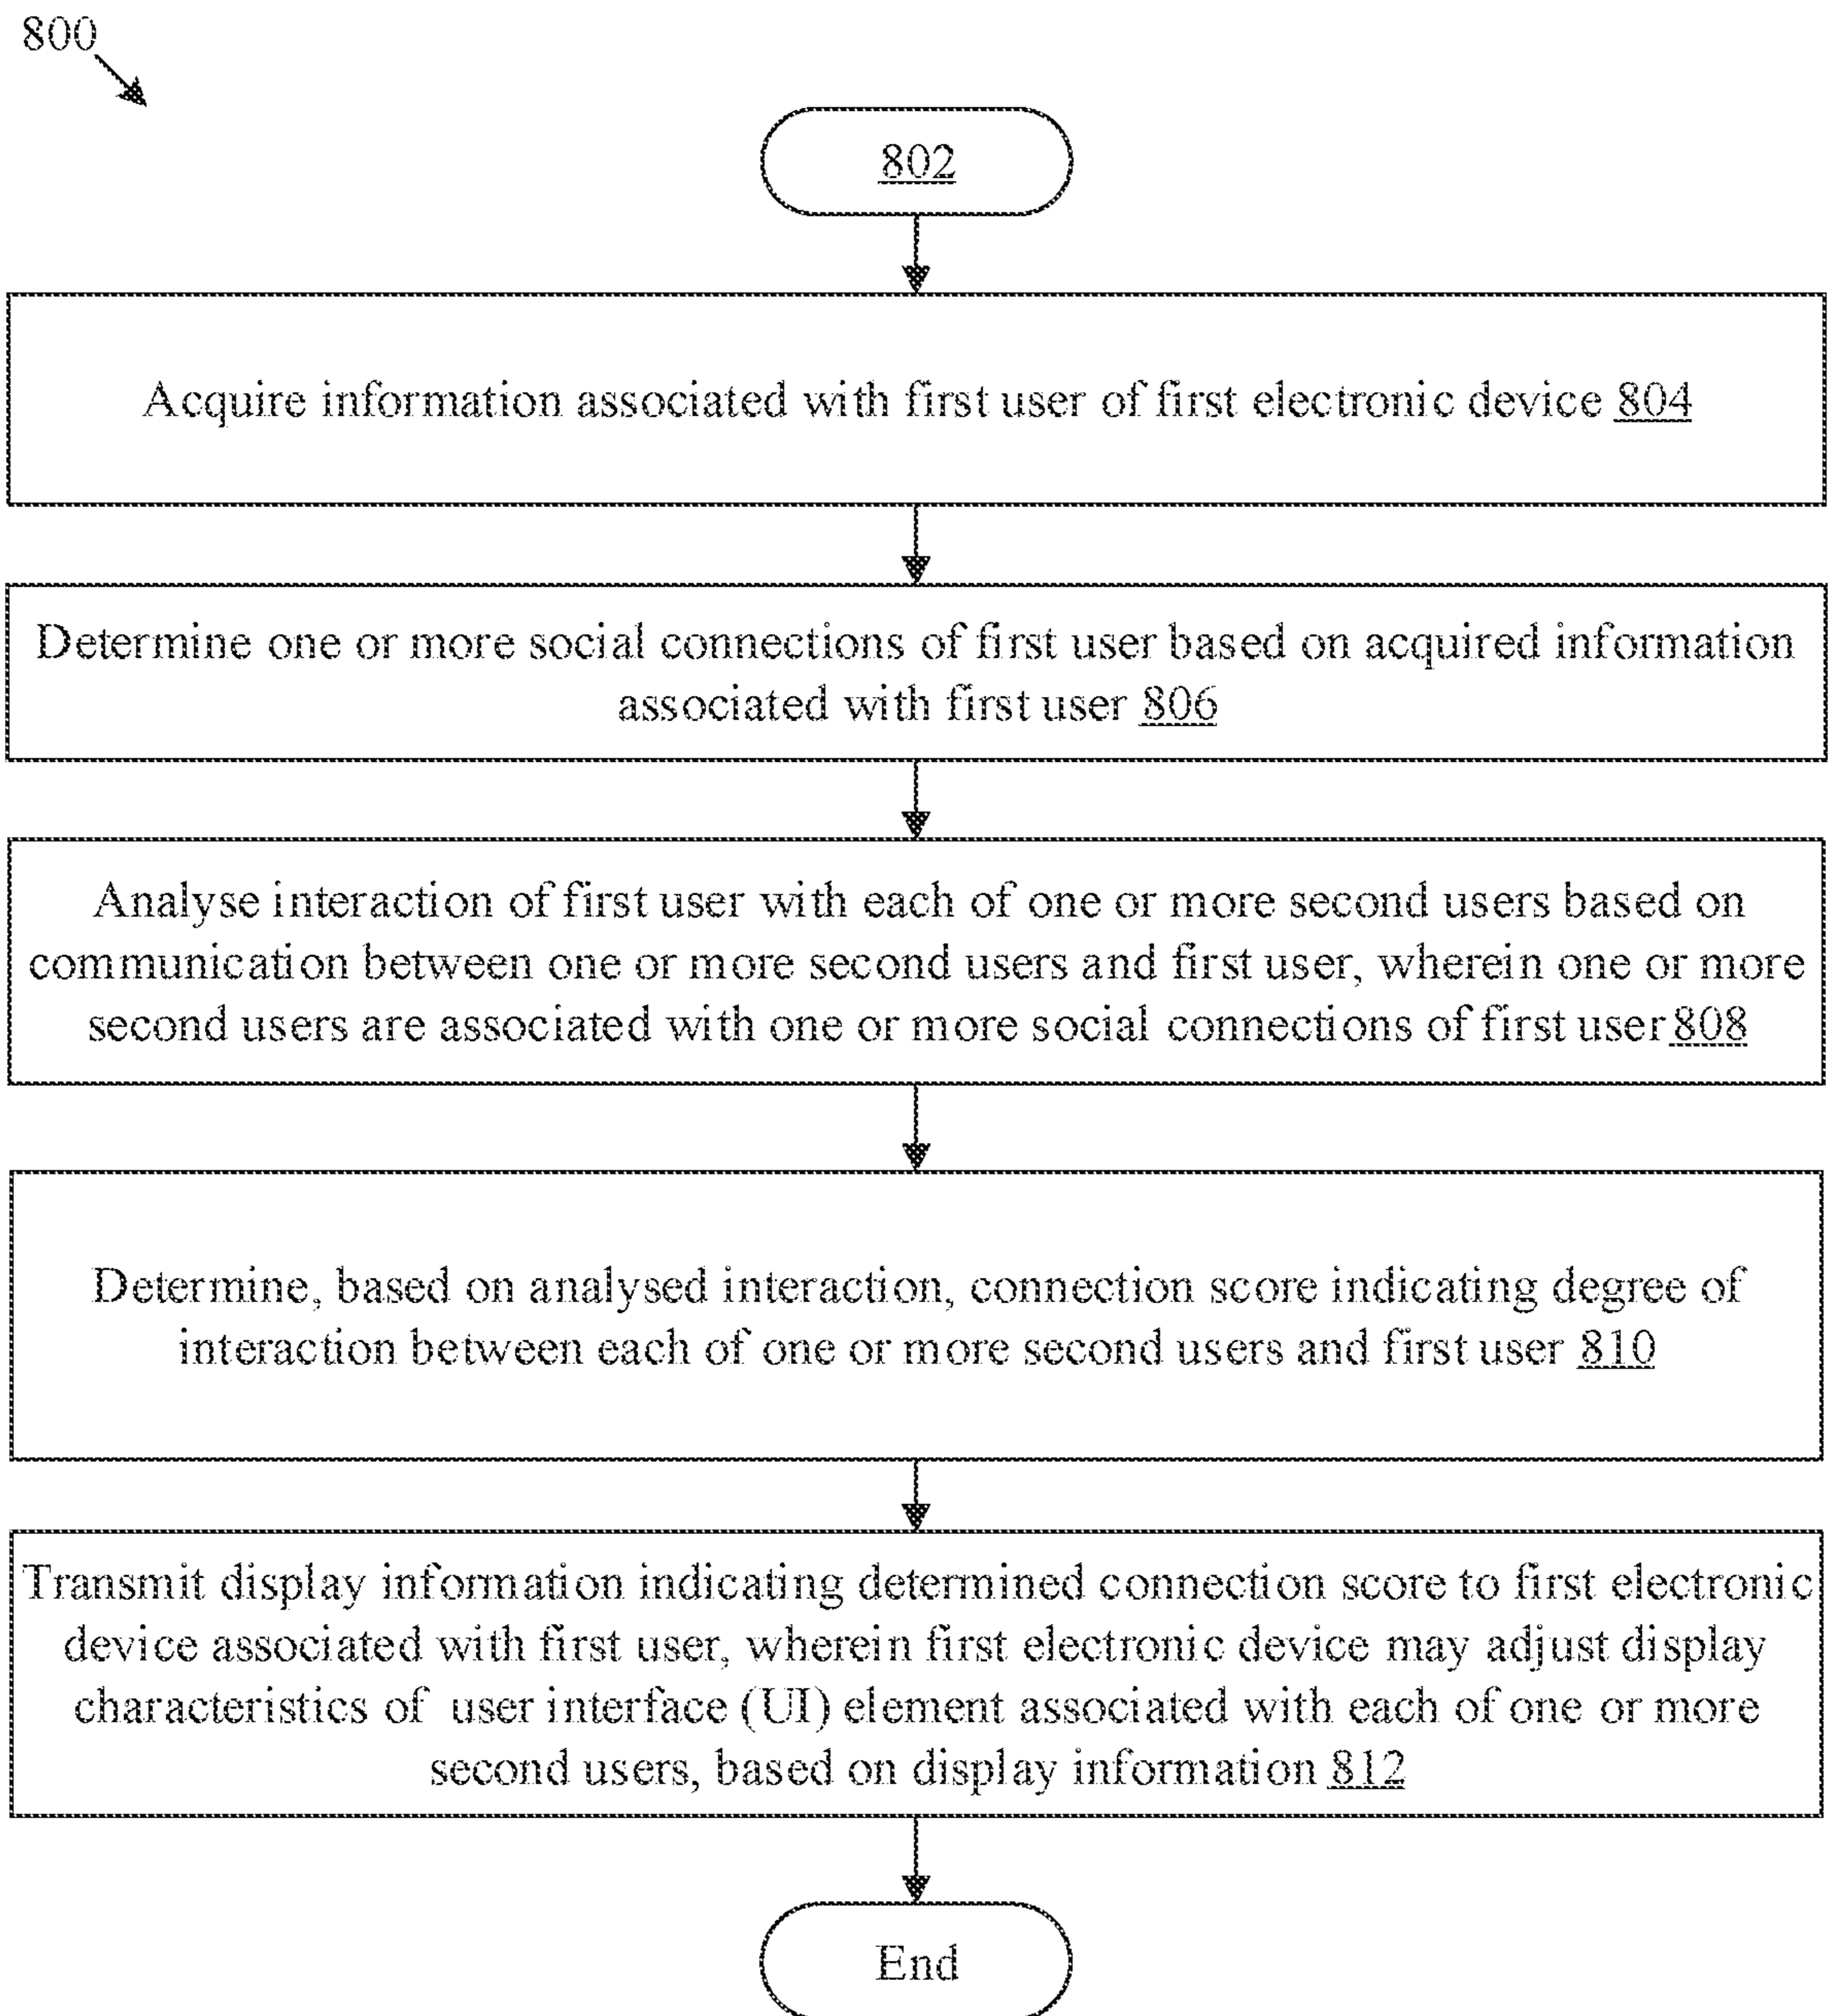 800
802
Acquire information associated with first user of first electronic device 804
Determine one or more social connections of first user based on acquired information
associated with first user 806
Analyse interaction of first user with each of one or more second users based on
communication between one or more second users and first user, wherein one or more
second users are associated with one or more social connections of first user 808
Determine, based on analysed interaction, connection score indicating degree of
interaction between each of one or more second users and first user 810
Transmit display information indicating determined connection score to first electronic
device associated with first user, wherein first electronic device may adjust display
characteristics of user interface (UI) element associated with each of one or more
second users, based on display information 812
End